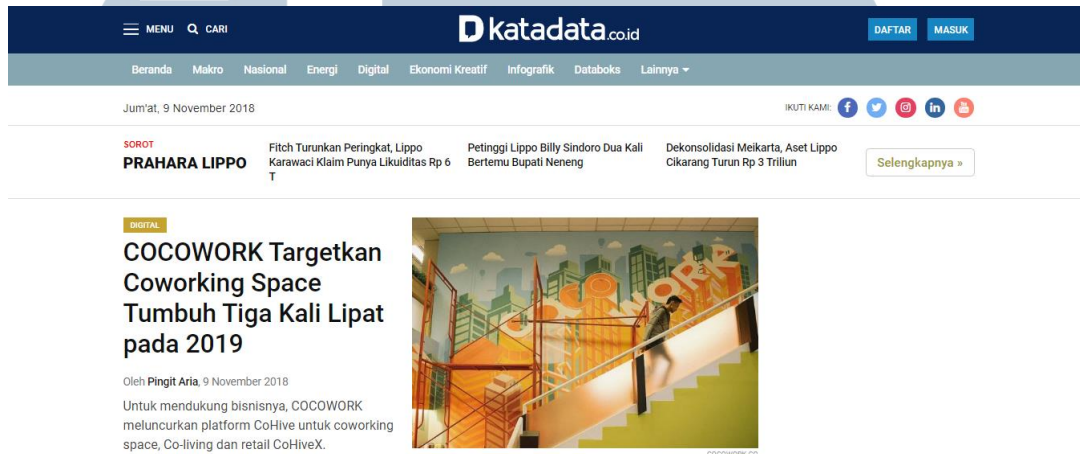 MENU CARI katadata.co.id DAFTAR MASUK
Beranda Makro Nasional Energi Digital Ekonomi Kreatif Infografik Databoks Lainnya
Jum'at, 9 November 2018 IKUTI KAMI:
SOROT
PRAHARA LIPPO
Fitch Turunkan Peringkat, Lippo
Karawaci Klaim Punya Likuiditas Rp 6
T
Petinggi Lippo Billy Sindoro Dua Kali
Bertemu Bupati Neneng
Dekonsolidasi Meikarta, Aset Lippo
Cikarang Turun Rp 3 Triliun
Selengkapnya »
DIGITAL
COCOWORK Targetkan
Coworking Space
Tumbuh Tiga Kali Lipat
pada 2019
Oleh Pingit Aria, 9 November 2018
Untuk mendukung bisnisnya, COCOWORK
meluncurkan platform CoHive untuk coworking
space, Co-living dan retail CoHiveX.
COCO WORK
COCOWORK.CO